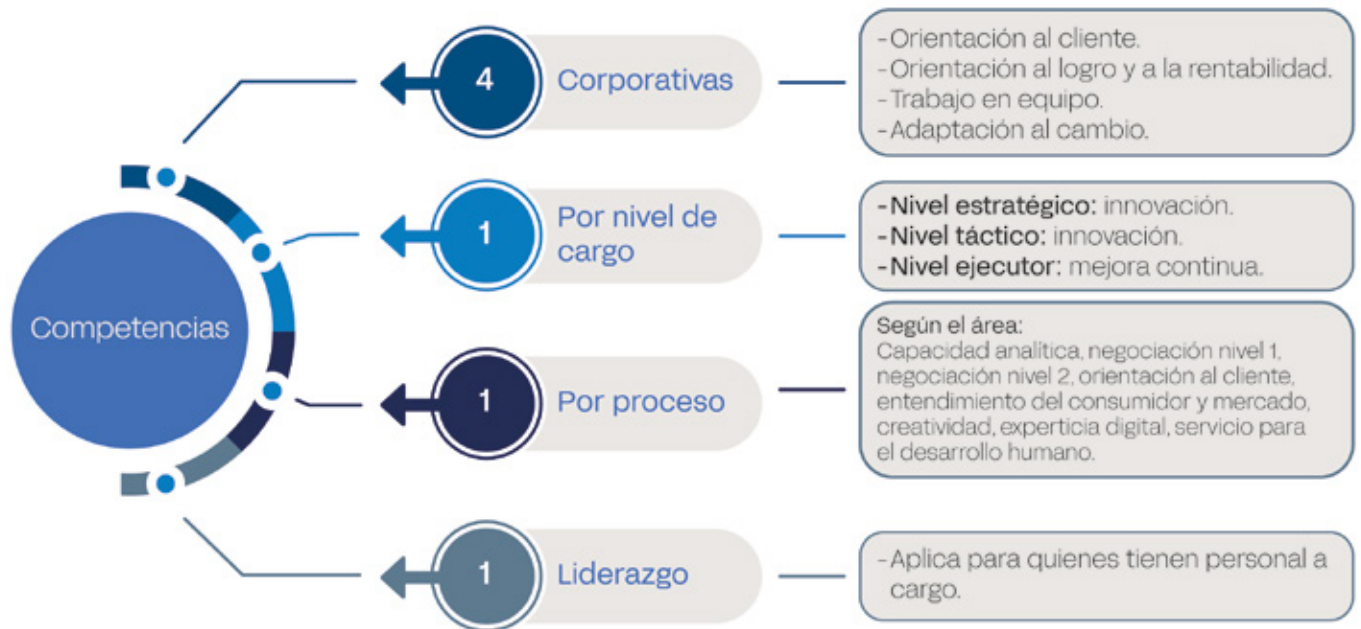 Competencias
4
Corporativas
-Orientación al cliente.
-Orientación al logro y a la rentabilidad.
-Trabajo en equipo.
-Adaptación al cambio.
1
Por nivel de
cargo
-Nivel estratégico: innovación.
-Nivel táctico: innovación.
-Nivel ejecutor: mejora continua.
1
Por proceso
Según el área:
Capacidad analítica, negociación nivel 1,
negociación nivel 2, orientación al cliente,
entendimiento del consumidor y mercado,
creatividad, experticia digital, servicio para
el desarrollo humano.
1
Liderazgo
-Aplica para quienes tienen personal a
cargo.